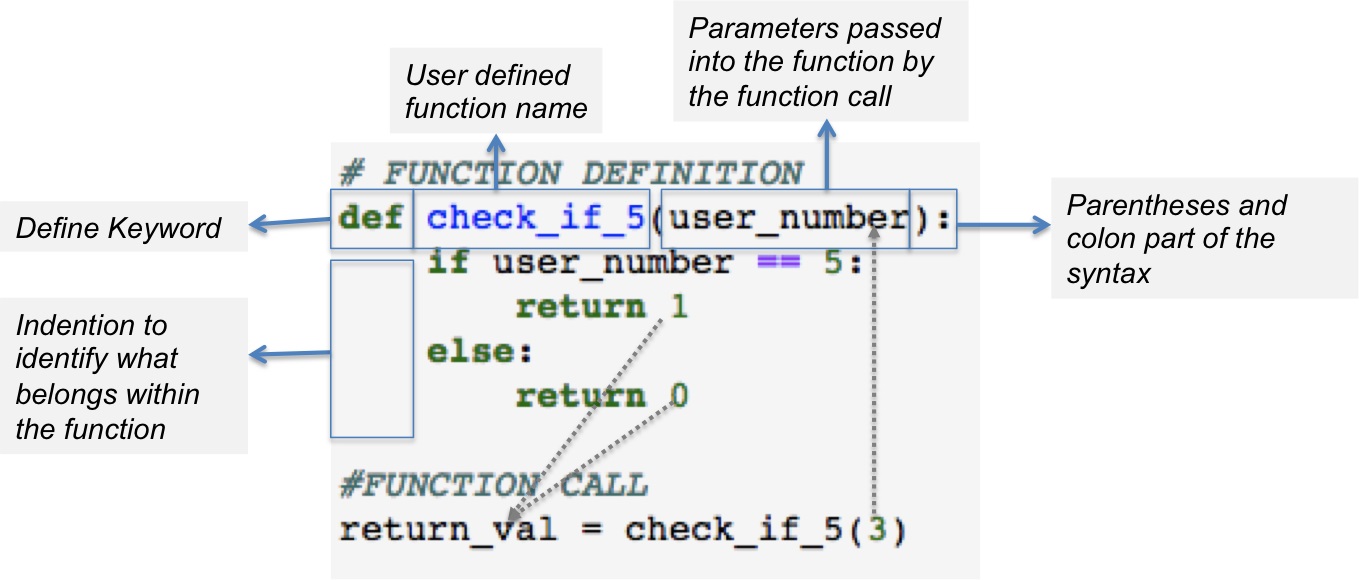 Parameters passed
into the function by
the function call
User defined
function name
# FUNCTION DEFINITION
def check_if_5(user_number):
if user_number == 5:
return 1
else:
return 0
#FUNCTION CALL
return_val = check_if_5(3)
Define Keyword
Indention to
identify what
belongs within
the function
Parentheses and
colon part of the
syntax